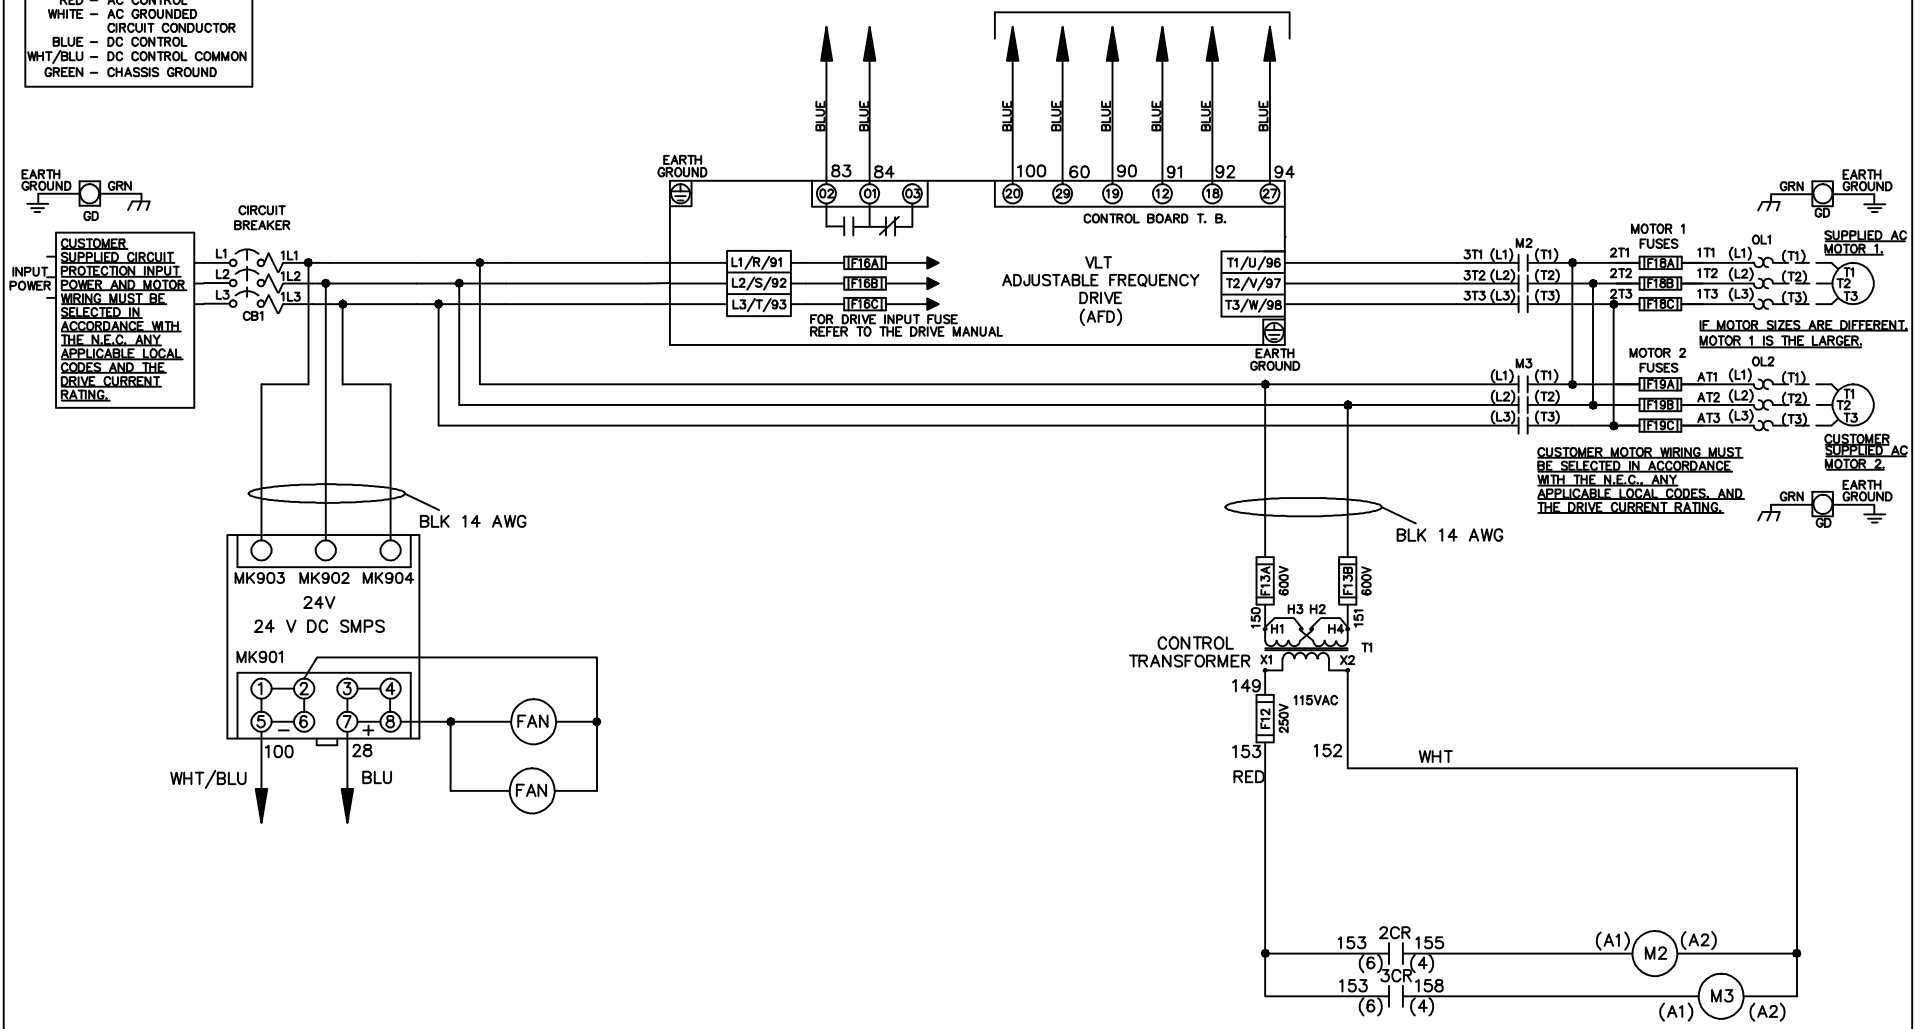 RED – AC CONTROL
WHITE – AC GROUNDED
CIRCUIT CONDUCTOR
BLUE – DC CONTROL
WHT/BLU – DC CONTROL COMMON
GREEN – CHASSIS GROUND
BLUE
BLUE
BLUE
BLUE
BLUE
BLUE
BLUE
BLUE
EARTH
GROUND
GRN
GD
EARTH
GROUND
83
84
100
60
90
91
92
94
02
01
03
20
29
19
12
18
27
CONTROL BOARD T. B.
GRN
EARTH
GROUND
GD
CIRCUIT
BREAKER
INPUT
POWER
CUSTOMER
SUPPLIED CIRCUIT
PROTECTION INPUT
POWER AND MOTOR
WIRING MUST BE
SELECTED IN
ACCORDANCE WITH
THE N.E.C. ANY
APPLICABLE LOCAL
CODES AND THE
DRIVE CURRENT
RATING.
L1
1L1
L2
1L2
L3
1L3
CB1
L1/R/91
F16A
L2/S/92
F16B
L3/T/93
F16C
FOR DRIVE INPUT FUSE
REFER TO THE DRIVE MANUAL
VLT
ADJUSTABLE FREQUENCY
DRIVE
(AFD)
T1/U/96
T2/V/97
T3/W/98
EARTH
GROUND
M2
3T1 (L1) (T1)
3T2 (L2) (T2)
3T3 (L3) (T3)
MOTOR 1
FUSES
2T1 F18A 1T1 (L1) (T1)
2T2 F18B 1T2 (L2) (T2)
2T3 F18C 1T3 (L3) (T3)
OL1
SUPPLIED AC
MOTOR 1.
T1
T2
T3
IF MOTOR SIZES ARE DIFFERENT,
MOTOR 1 IS THE LARGER.
M3
(L1) (T1)
(L2) (T2)
(L3) (T3)
MOTOR 2
FUSES
OL2
F19A AT1 (L1) (T1)
F19B AT2 (L2) (T2)
F19C AT3 (L3) (T3)
T1
T2
T3
CUSTOMER
SUPPLIED AC
MOTOR 2.
CUSTOMER MOTOR WIRING MUST
BE SELECTED IN ACCORDANCE
WITH THE N.E.C., ANY
APPLICABLE LOCAL CODES, AND
THE DRIVE CURRENT RATING.
GRN
EARTH
GROUND
GD
BLK 14 AWG
MK903 MK902 MK904
24V
24 V DC SMPS
MK901
1
2
3
4
5
–
6
7
+
8
100
28
WHT/BLU
BLU
FAN
FAN
BLK 14 AWG
F13A
600V
F13B
600V
150
151
H3 H2
H1
H4
CONTROL
TRANSFORMER
T1
X1
X2
149
115VAC
F12
250V
153
152
RED
WHT
2CR
153
155
(6)
(4)
(A1)
M2
(A2)
3CR
153
158
(6)
(4)
(A1)
M3
(A2)